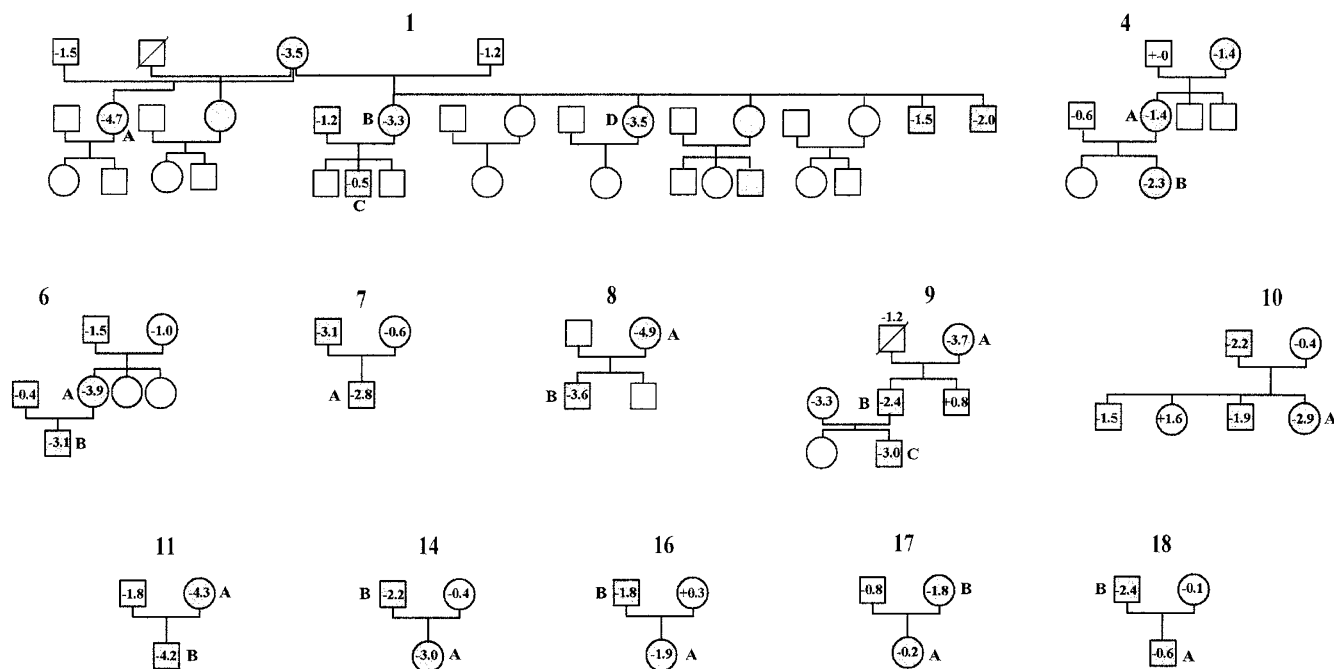 1
4
-1.5
-3.5
-1.2
+-0
-1.4
-4.7
A
-1.2
B
-3.3
D
-3.5
-1.5
-2.0
-0.6
A
-1.4
-0.5
C
-2.3
B
6
7
8
9
10
-1.5
-1.0
-3.1
-0.6
-4.9
A
-1.2
-3.7
A
-2.2
-0.4
-0.4
A
-3.9
A
-2.8
B
-3.6
-3.3
B
-2.4
+0.8
-1.5
+1.6
-1.9
-2.9
A
-3.1
B
-3.0
C
11
14
16
17
18
-1.8
-4.3
A
B
-2.2
-0.4
B
-1.8
+0.3
-0.8
-1.8
B
B
-2.4
-0.1
-4.2
B
-3.0
A
-1.9
A
-0.2
A
-0.6
A